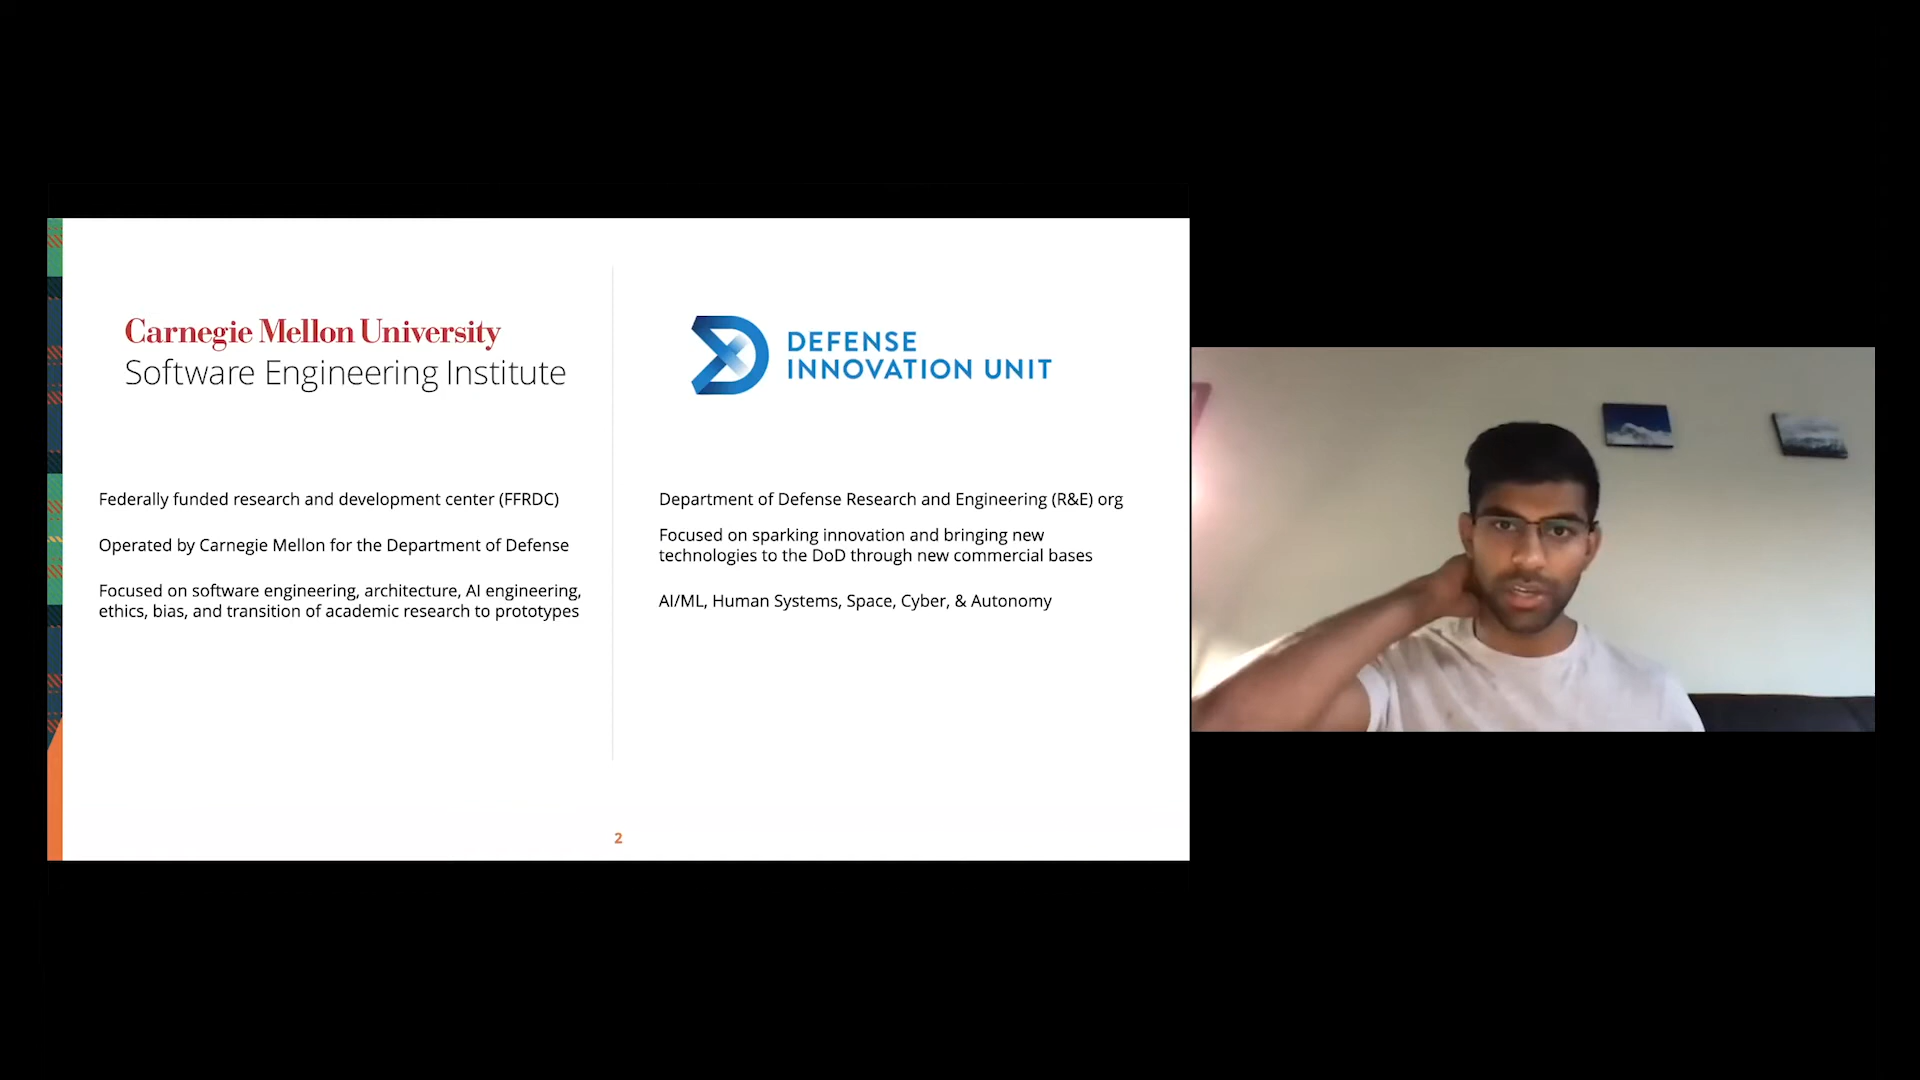 Carnegie Mellon University
Software Engineering Institute
Federally funded research and development center (FFRDC)
Operated by Carnegie Mellon for the Department of Defense
Focused on software engineering, architecture, AI engineering,
ethics, bias, and transition of academic research to prototypes
DEFENSE
INNOVATION UNIT
Department of Defense Research and Engineering (R&E) org
Focused on sparking innovation and bringing new
technologies to the DoD through new commercial bases
AI/ML, Human Systems, Space, Cyber, & Autonomy
2